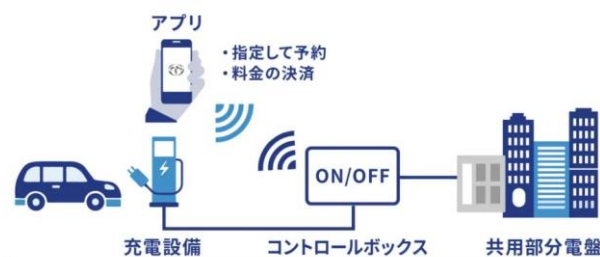 アプリ
・指定して予約
・料金の決済
ON/OFF
充電設備
コントロールボックス
共用部分電盤